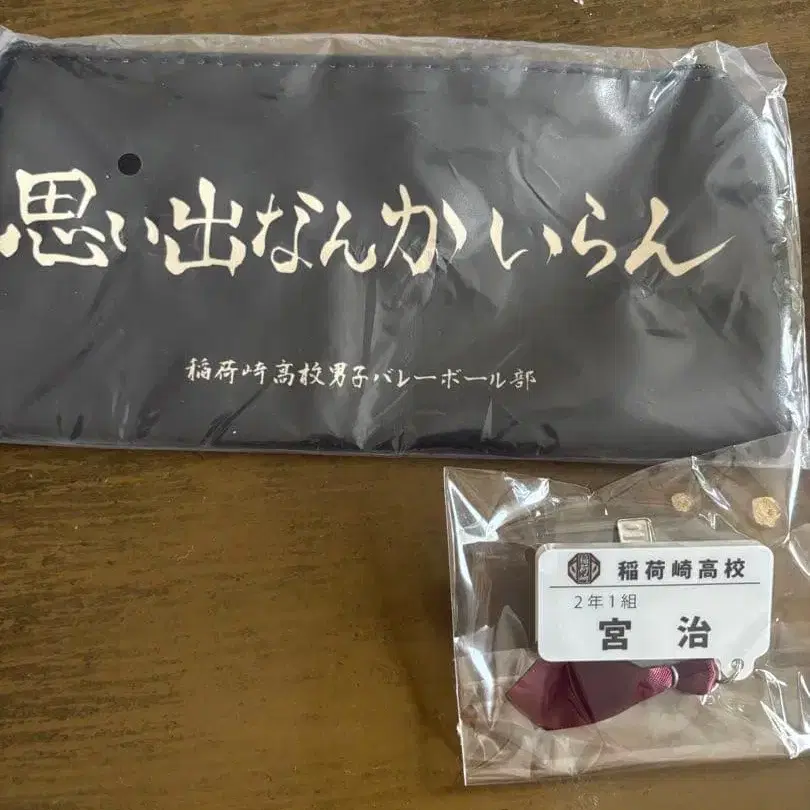 思い出なんかいらん
稲荷崎高校男子バレーボール部
稲荷崎高校
2年1組
宮 治